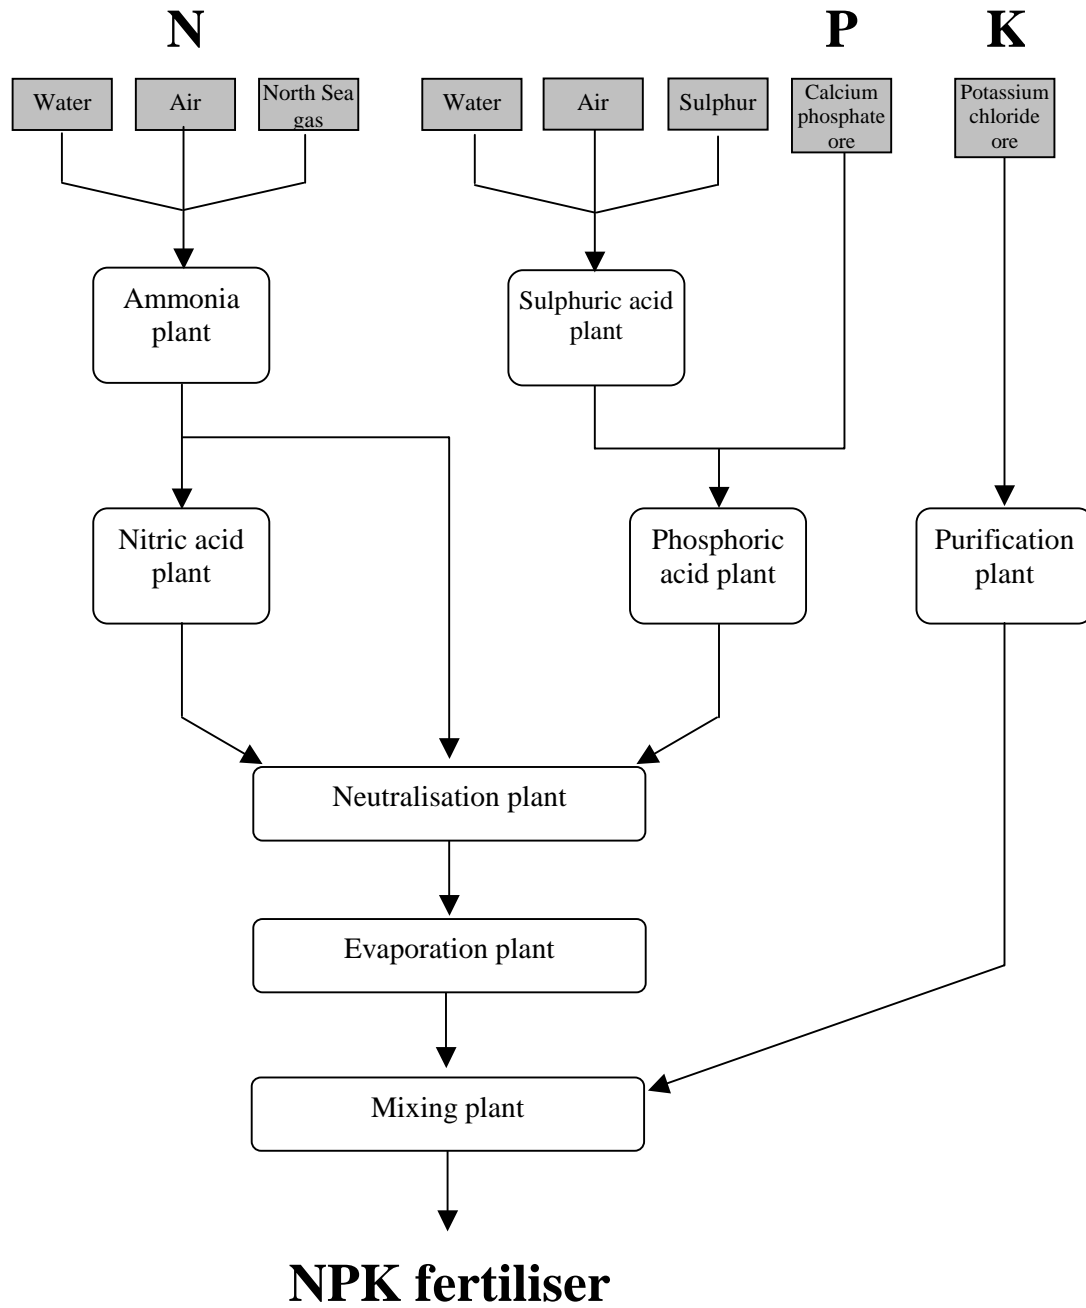 N
P
K
Water
Air
North Sea
gas
Water
Air
Sulphur
Calcium
phosphate
ore
Potassium
chloride
ore
Ammonia
plant
Sulphuric acid
plant
Nitric acid
plant
Phosphoric
acid plant
Purification
plant
Neutralisation plant
Evaporation plant
Mixing plant
NPK fertiliser